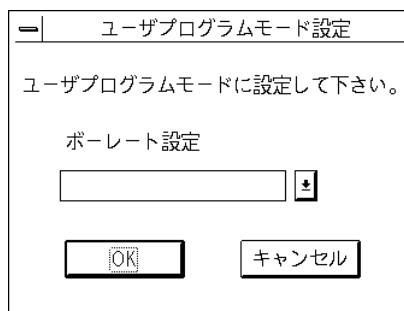 ユーザプログラムモード設定
ユーザプログラムモードに設定して下さい。
ボーレート設定
OK
キャンセル